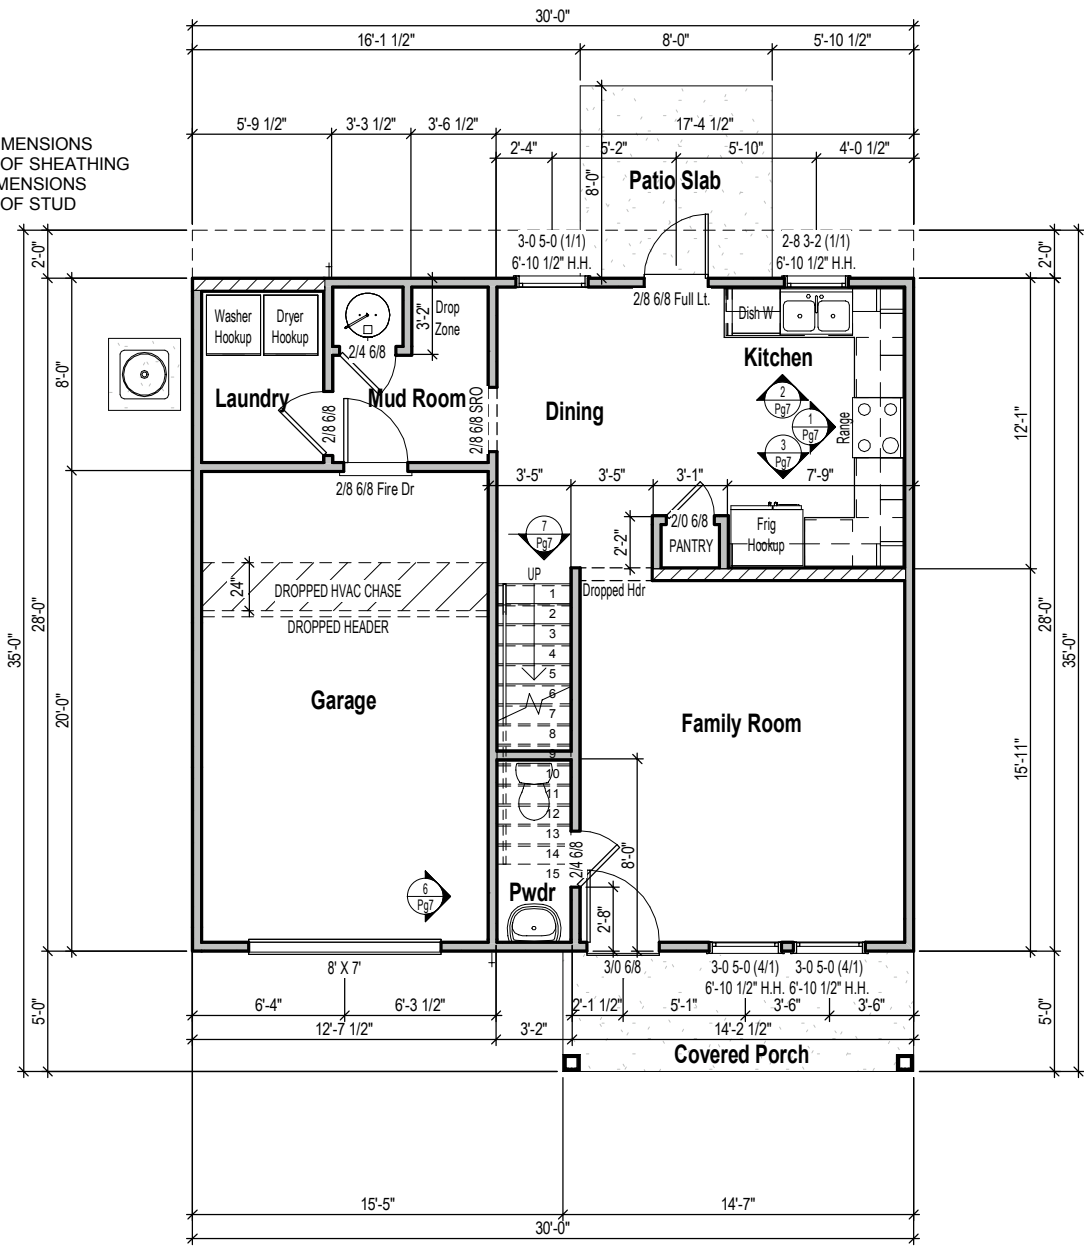 30'-0"
16'-1 1/2"
8'-0"
5'-10 1/2"
5'-9 1/2"
3'-3 1/2"
3'-6 1/2"
17'-4 1/2"
MENSIONS
OF SHEATHING
MENSIONS
OF STUD
2'-4"
5'-2"
5'-10"
4'-0 1/2"
8'-0"
Patio Slab
2'-0"
3-0 5-0 (1/1)
6'-10 1/2" H.H.
2-8 3-2 (1/1)
6'-10 1/2" H.H.
2'-0"
2/8 6/8 Full Lt.
Washer
Hookup
Dryer
Hookup
3'-2"
Drop
Zone
2/4 6/8
Dish W
Kitchen
8'-0"
Laundry
Mud Room
2/8 6/8
2/8 6/8 SRO
Dining
2
Pg7
1
Pg7
3
Pg7
Range
12'-1"
2/8 6/8 Fire Dr
3'-5"
3'-5"
3'-1"
7'-9"
7
Pg7
2'-2"
2/0 6/8
PANTRY
Frig
Hookup
UP
Dropped Hdr
24"
DROPPED HVAC CHASE
DROPPED HEADER
1
2
3
4
5
6
7
8
9
10
11
12
13
14
15
35'-0"
28'-0"
20'-0"
Garage
Family Room
28'-0"
35'-0"
15'-11"
8'-0"
2/4 6/8
Pwdr
2'-8"
6
Pg7
8' X 7'
3/0 6/8
3-0 5-0 (4/1)
6'-10 1/2" H.H.
3-0 5-0 (4/1)
6'-10 1/2" H.H.
5'-0"
6'-4"
6'-3 1/2"
2'-1 1/2"
5'-1"
3'-6"
3'-6"
5'-0"
12'-7 1/2"
3'-2"
14'-2 1/2"
Covered Porch
15'-5"
14'-7"
30'-0"